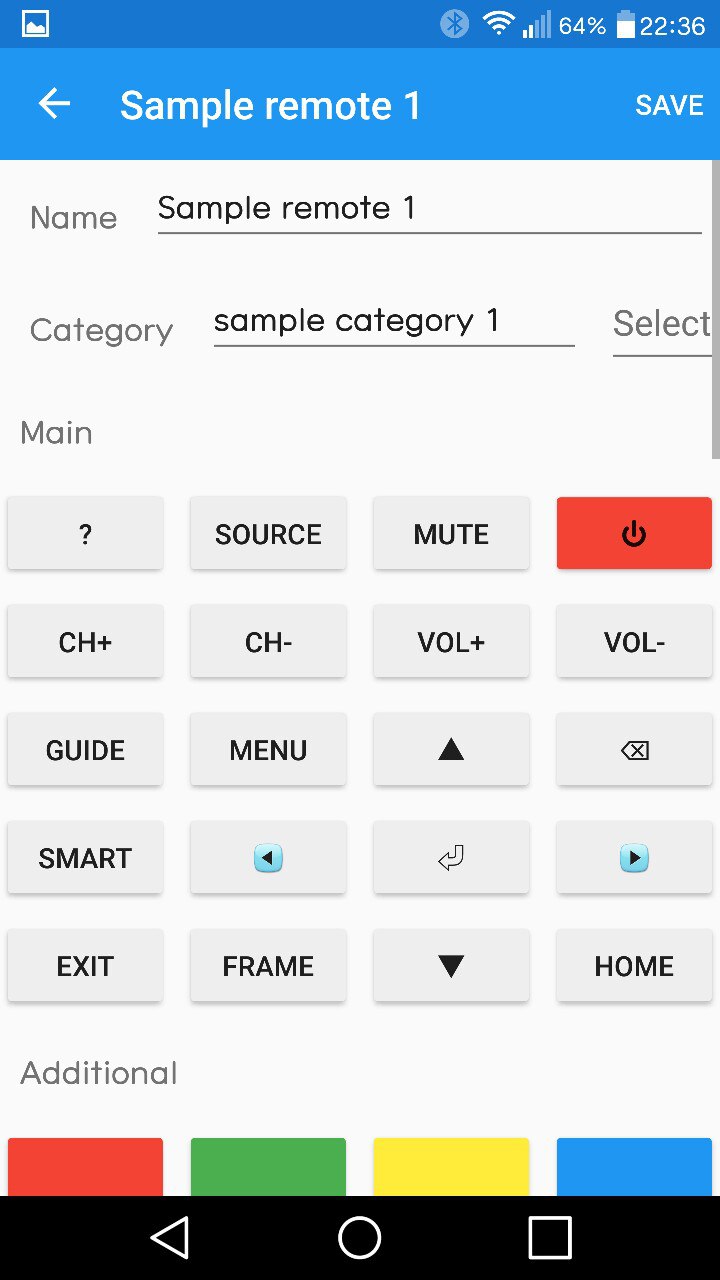 64% 22:36
Sample remote 1 SAVE
Name Sample remote 1
Category sample category 1 Select
Main
? SOURCE MUTE
CH+ CH- VOL+ VOL-
GUIDE MENU ▲ ⌫
SMART ◀ ⏎ ▶
EXIT FRAME ▼ HOME
Additional